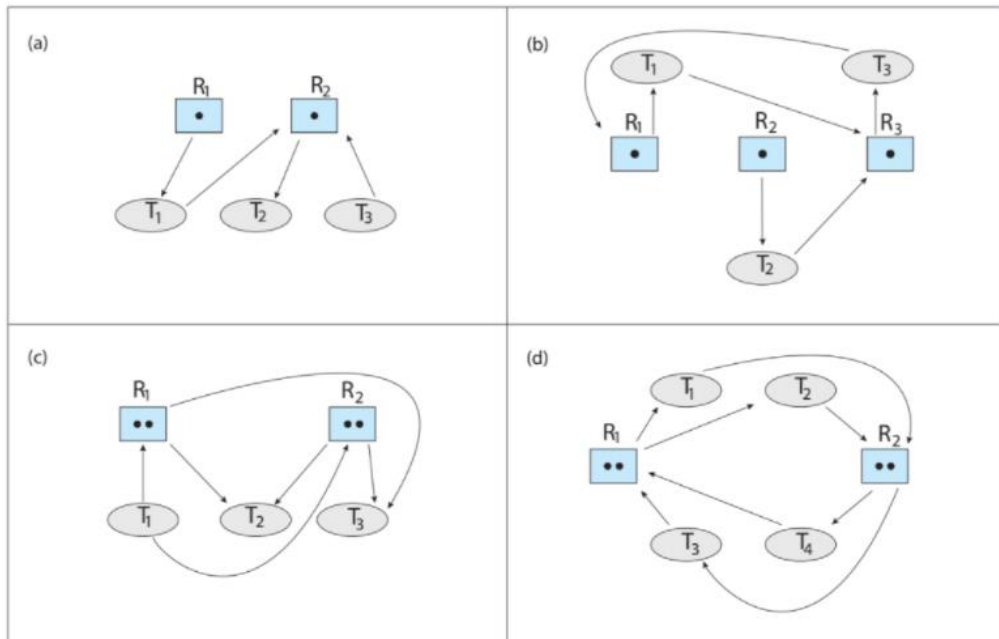 (a)
R₁ R₂
T₁ T₂ T₃
(b)
T₁ T₃
R₁ R₂ R₃
T₂
(c)
R₁ R₂
T₁ T₂ T₃
(d)
T₁ T₂
R₁ R₂
T₃ T₄